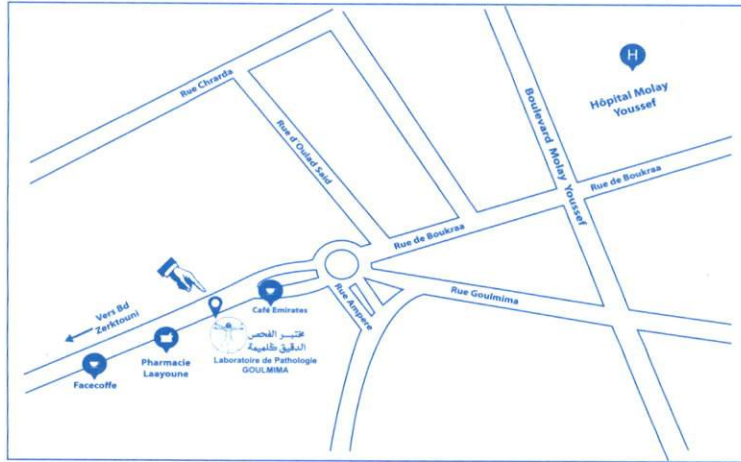 H
Hôpital Molay
Youssef
Rue Chrarda
Boulevard Molay Youssef
Rue d'Oulad Said
Rue de Boukraa
Rue de Boukraa
Rue Goulmima
Rue Ampere
Vers Bd
Zerktouni
Café Emirates
مختبر الفحص
الدقيق ݣلميمة
Laboratoire de Pathologie
GOULMIMA
Pharmacie
Laayoune
Facecoffe